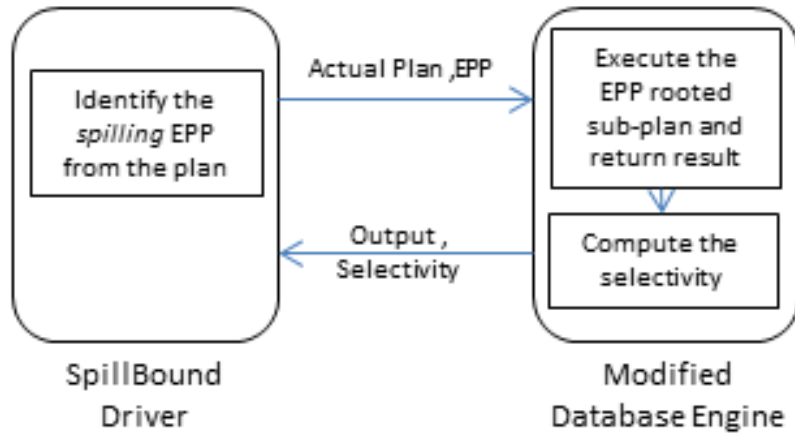 Identify the
spilling EPP
from the plan
Actual Plan ,EPP
Execute the
EPP rooted
sub-plan and
return result
Output ,
Selectivity
Compute the
selectivity
SpillBound
Driver
Modified
Database Engine